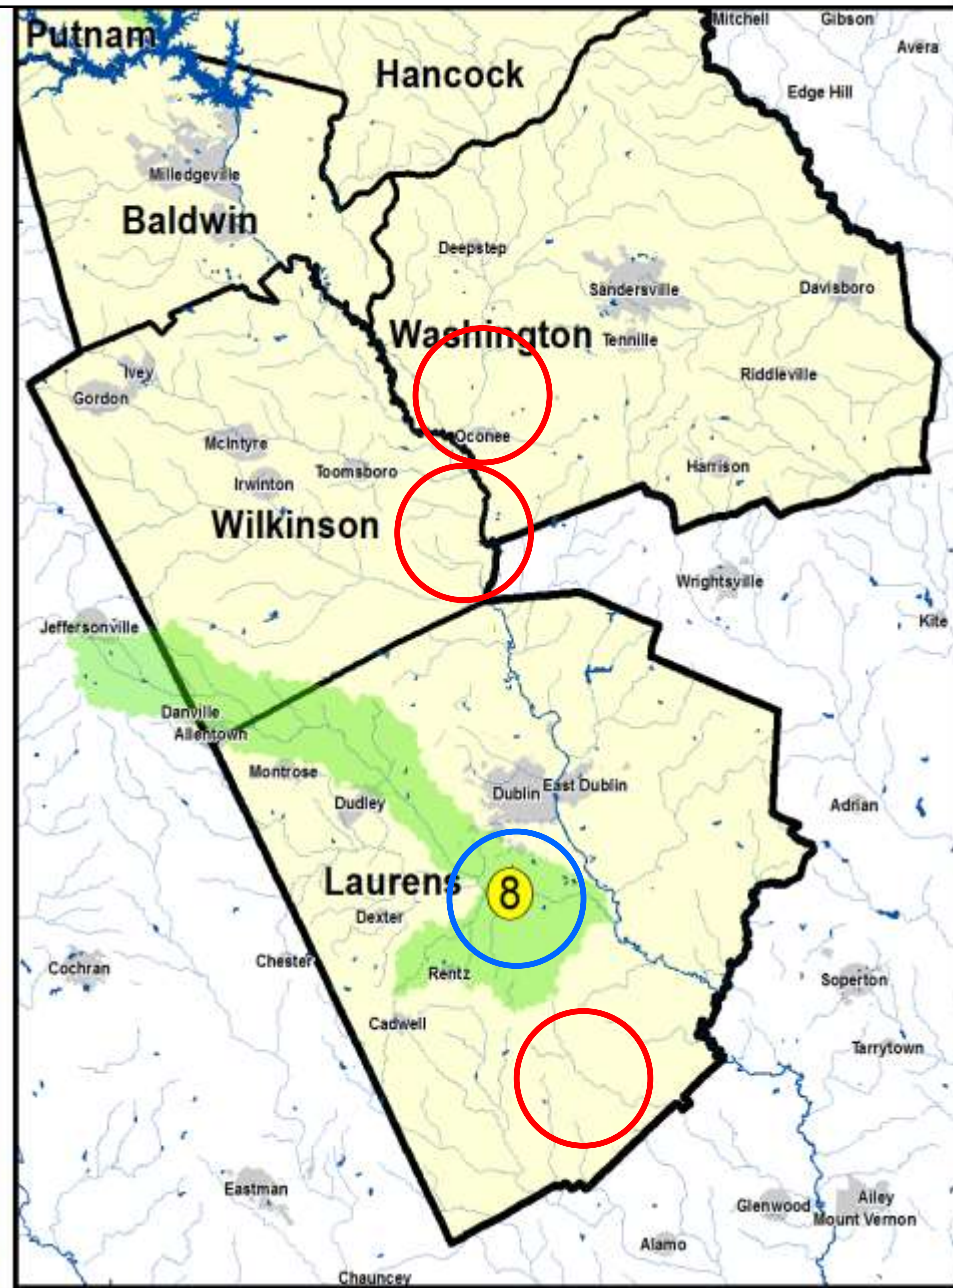 Mitchell
Gibson
Putnam
Avera
Hancock
Edge Hill
Milledgeville
Baldwin
Deepstep
Sandersville
Davisboro
Washington
Tennille
Ivey
Riddleville
Gordon
McIntyre
Oconee
Toomsboro
Harrison
Irwinton
Wilkinson
Wrightsville
Jeffersonville
Kite
Danville
Allentown
Montrose
Dublin
East Dublin
Dudley
Adrian
Laurens
8
Dexter
Chester
Cochran
Rentz
Soperton
Cadwell
Tarrytown
Eastman
Ailey
Glenwood
Mount Vernon
Alamo
Chauncey